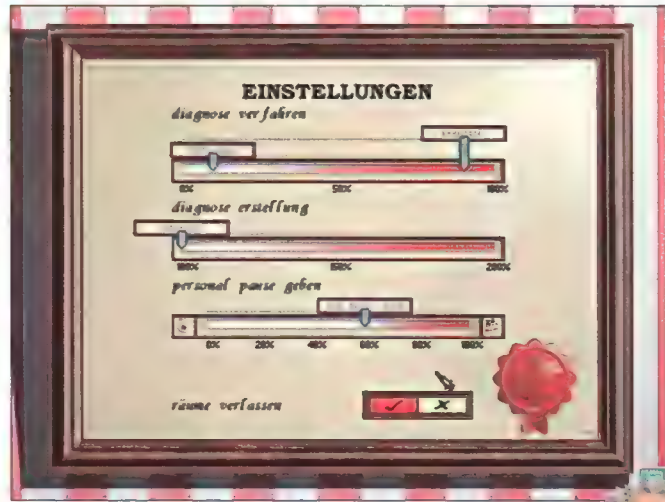 EINSTELLUNGEN
diagnose verfahren
0% 50% 100%
diagnose erstellung
100% 150% 200%
personal pause geben
0% 20% 40% 60% 80% 100%
räume verlassen